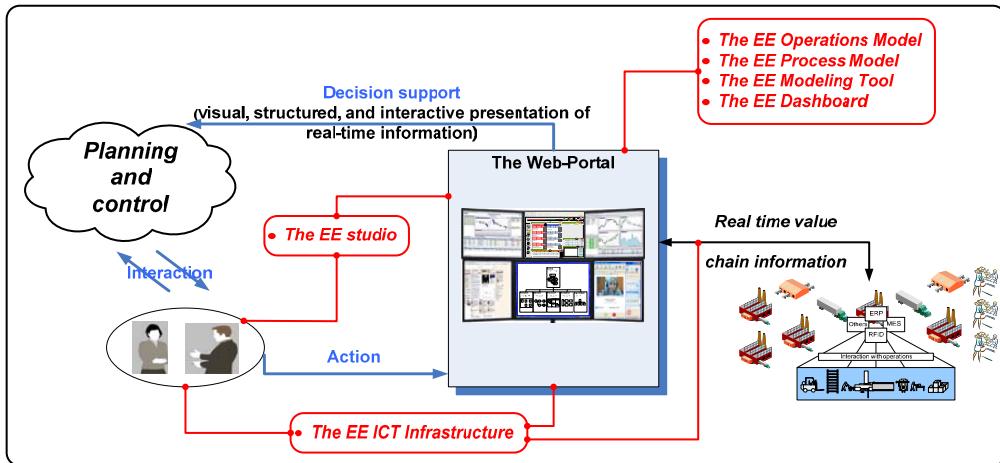 The EE Operations Model
The EE Process Model
The EE Modeling Tool
The EE Dashboard
Decision support
(visual, structured, and interactive presentation of
real-time information)
Planning
and
control
The Web-Portal
The EE studio
Real time value
chain information
Interaction
ERP
Others
MES
RFID
Interaction with operations
Action
The EE ICT Infrastructure